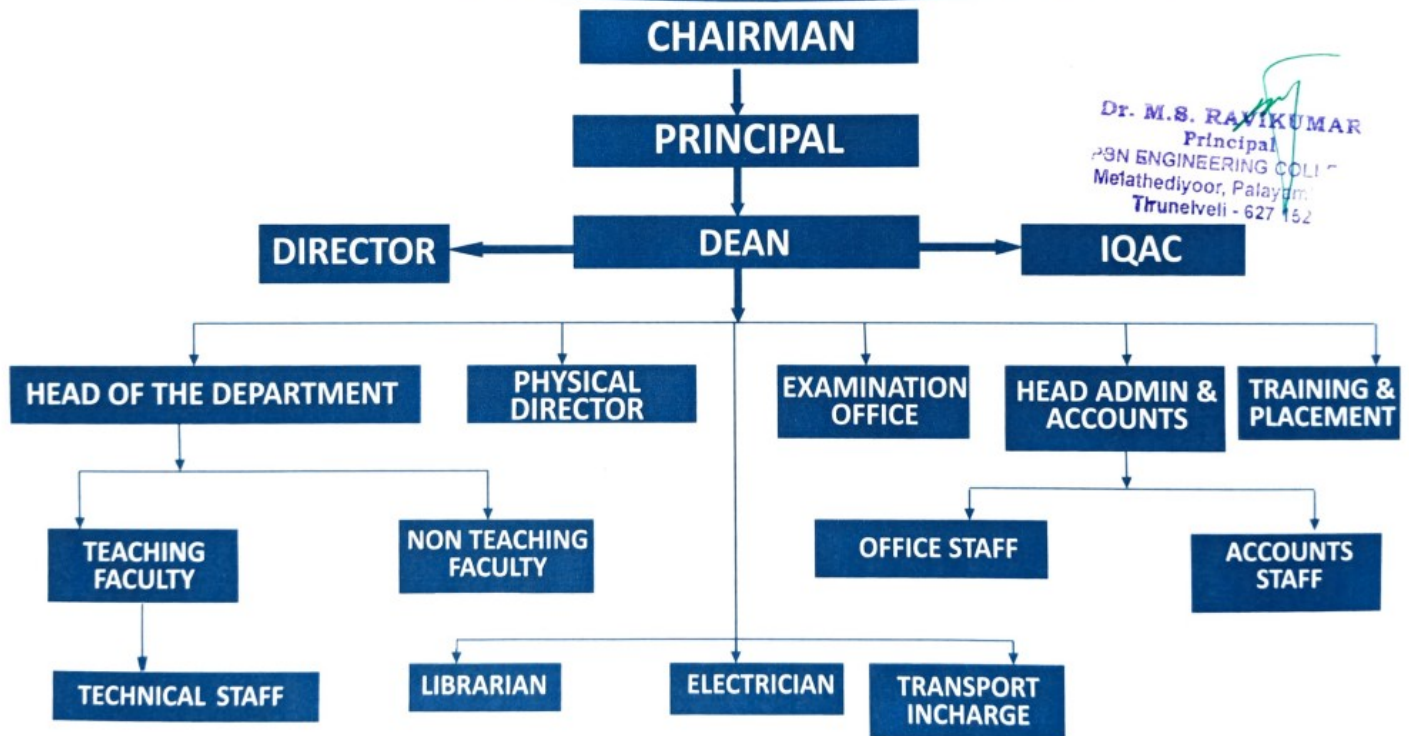 CHAIRMAN
PRINCIPAL
Dr. M.S. RAVIKUMAR
Principal
PSN ENGINEERING
Melathediyoor,
Tirunelveli - 627 152
DEAN
DIRECTOR
IQAC
HEAD OF THE DEPARTMENT
PHYSICAL
DIRECTOR
EXAMINATION
OFFICE
HEAD ADMIN &
ACCOUNTS
TRAINING &
PLACEMENT
TEACHING
FACULTY
NON TEACHING
FACULTY
OFFICE STAFF
ACCOUNTS
STAFF
TECHNICAL STAFF
LIBRARIAN
ELECTRICIAN
TRANSPORT
INCHARGE